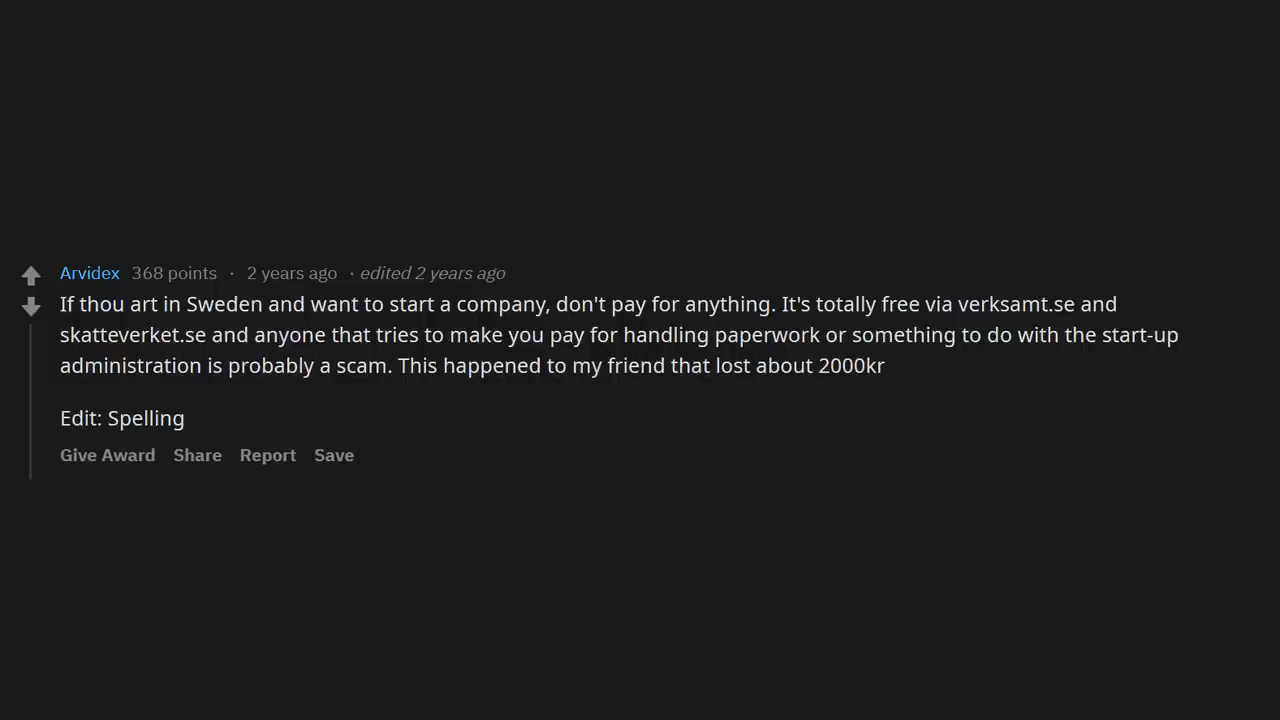 Arvidex 368 points · 2 years ago · edited 2 years ago
If thou art in Sweden and want to start a company, don't pay for anything. It's totally free via verksamt.se and
skatteverket.se and anyone that tries to make you pay for handling paperwork or something to do with the start-up
administration is probably a scam. This happened to my friend that lost about 2000kr
Edit: Spelling
Give Award Share Report Save